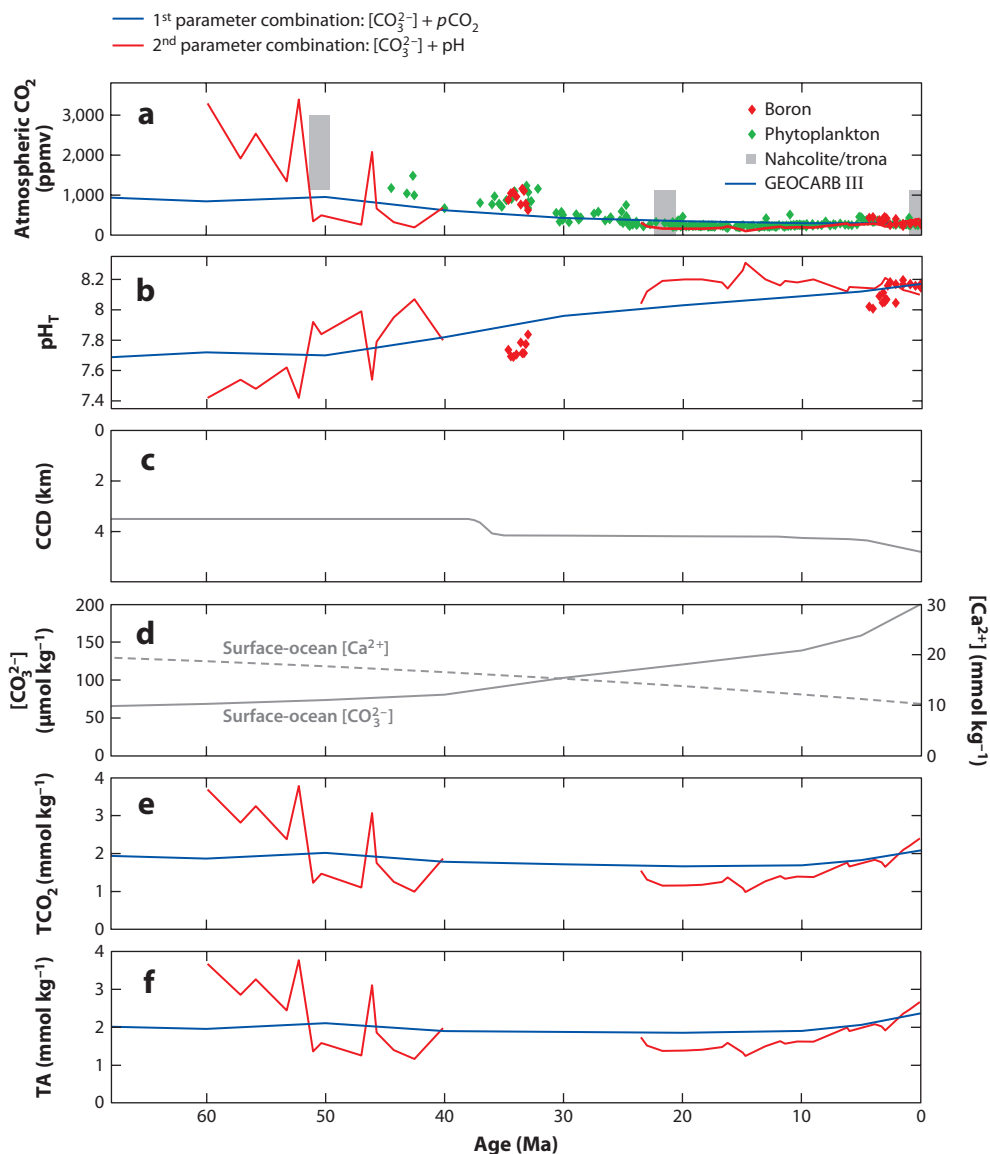 1st parameter combination: [CO₃²⁻] + pCO₂
2nd parameter combination: [CO₃²⁻] + pH
a
Atmospheric CO₂
(ppmv)
3,000
2,000
1,000
0
Boron
Phytoplankton
Nahcolite/trona
GEOCARB III
b
pH_T
8.2
8
7.8
7.6
7.4
c
CCD (km)
0
2
4
d
[CO₃²⁻]
(μmol kg⁻¹)
200
150
100
50
0
Surface-ocean [Ca²⁺]
Surface-ocean [CO₃²⁻]
30
20
10
0
[Ca²⁺] (mmol kg⁻¹)
e
TCO₂ (mmol kg⁻¹)
4
3
2
1
0
f
TA (mmol kg⁻¹)
4
3
2
1
0
60 50 40 30 20 10 0
Age (Ma)